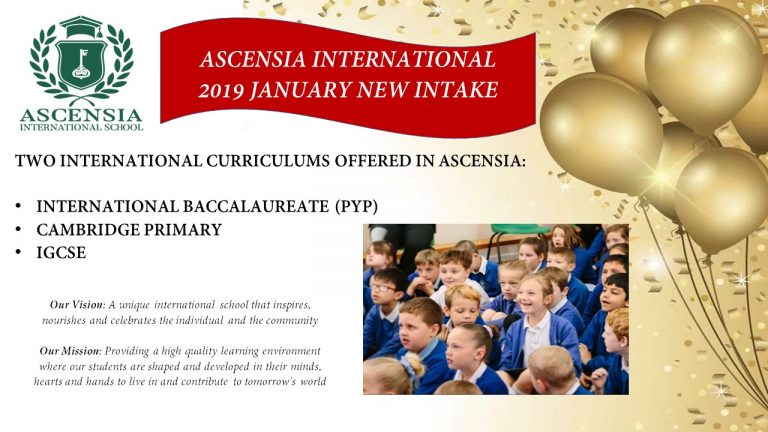 ASCENSIA
INTERNATIONAL SCHOOL
ASCENSIA INTERNATIONAL
2019 JANUARY NEW INTAKE
TWO INTERNATIONAL CURRICULUMS OFFERED IN ASCENSIA:
• INTERNATIONAL BACCALAUREATE (PYP)
• CAMBRIDGE PRIMARY
• IGCSE
Our Vision: A unique international school that inspires,
nourishes and celebrates the individual and the community
Our Mission: Providing a high quality learning environment
where our students are shaped and developed in their minds,
hearts and hands to live in and contribute to tomorrow's world